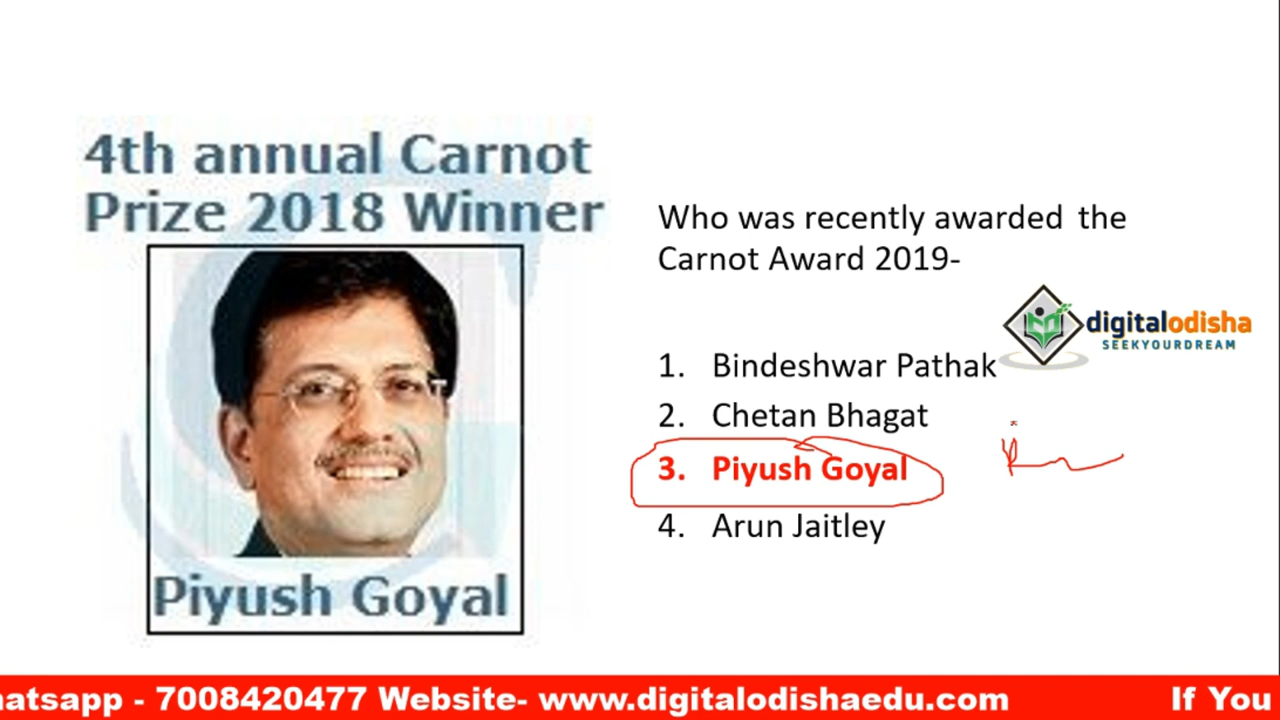 4th annual Carnot
Prize 2018 Winner
Piyush Goyal
Who was recently awarded the
Carnot Award 2019-
digitalodisha
SEEKYOURDREAM
1. Bindeshwar Pathak
2. Chetan Bhagat
3. Piyush Goyal
4. Arun Jaitley
hatsapp - 7008420477 Website- www.digitalodishaedu.com If You